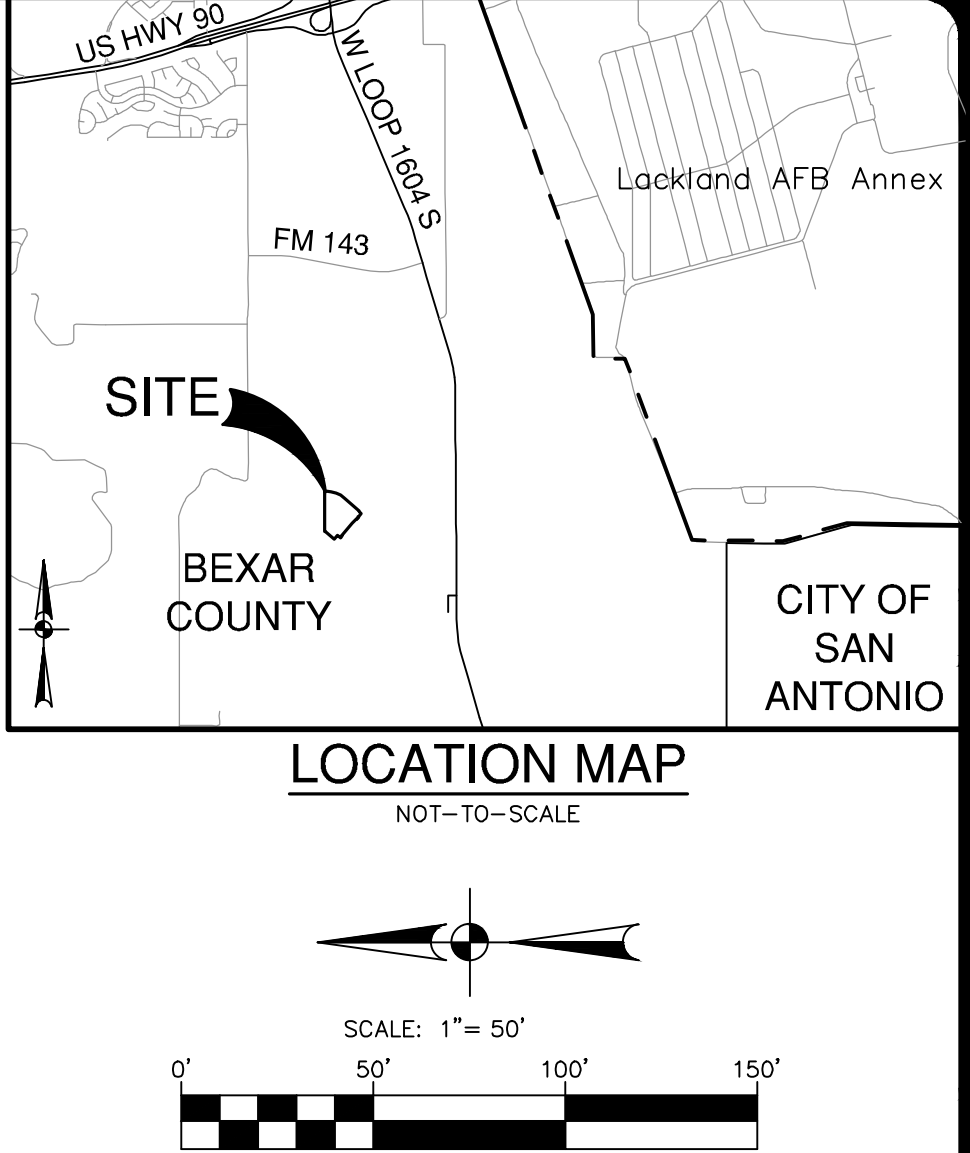 US HWY 90
W LOOP 1604 S
Lackland AFB Annex
FM 143
SITE
BEXAR
COUNTY
CITY OF
SAN
ANTONIO
LOCATION MAP
NOT-TO-SCALE
SCALE: 1"= 50'
0' 50' 100' 150'